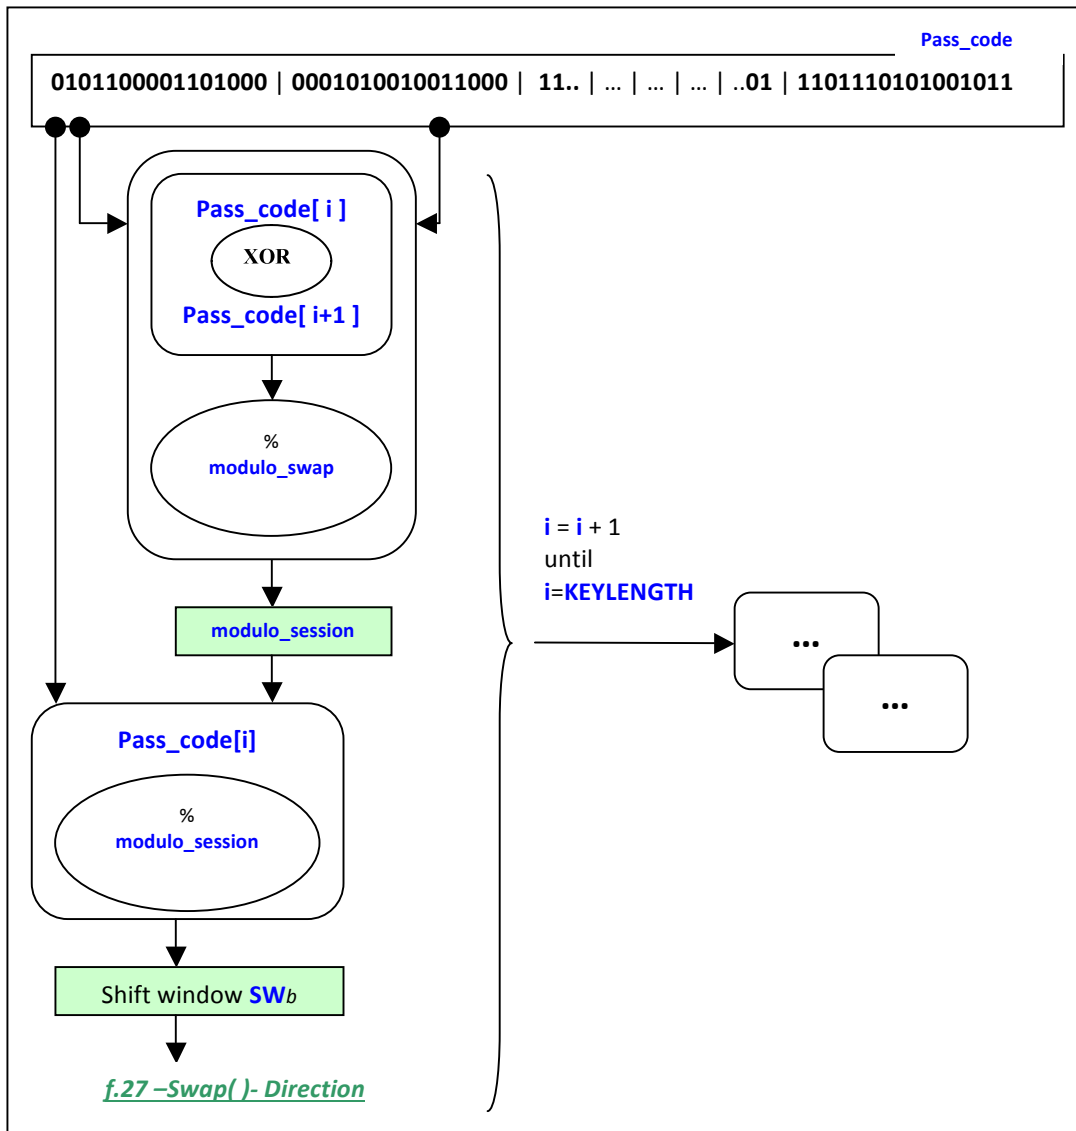 Pass_code
0101100001101000 | 0001010010011000 | 11.. | ... | ... | ... | ..01 | 1101110101001011
Pass_code[ i ]
XOR
Pass_code[ i+1 ]
%
modulo_swap
i = i + 1
until
i=KEYLENGTH
modulo_session
...
...
Pass_code[i]
%
modulo_session
Shift window SWb
f.27 –Swap( )- Direction